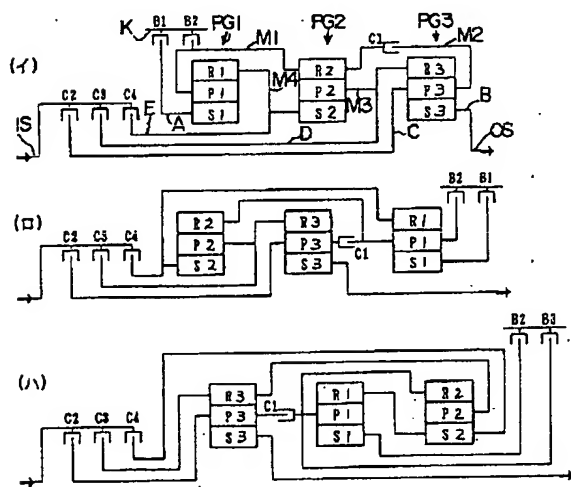 K B1 B2 PG1 M1 PG2 C1 PG3 M2
(イ) R1 M4 R2 R3
C2 C3 C4 P1 P2 P3 B
IS E A S1 S2 M3 S3
D C OS
B2 B1
(ロ) R2 R3 R1
C2 C5 C4 P2 P3 C1 P1
S2 S3 S1
B2 B3
(ハ) R3 R1 R2
C2 C3 C4 P3 C1 P1 P2
S3 S1 S2